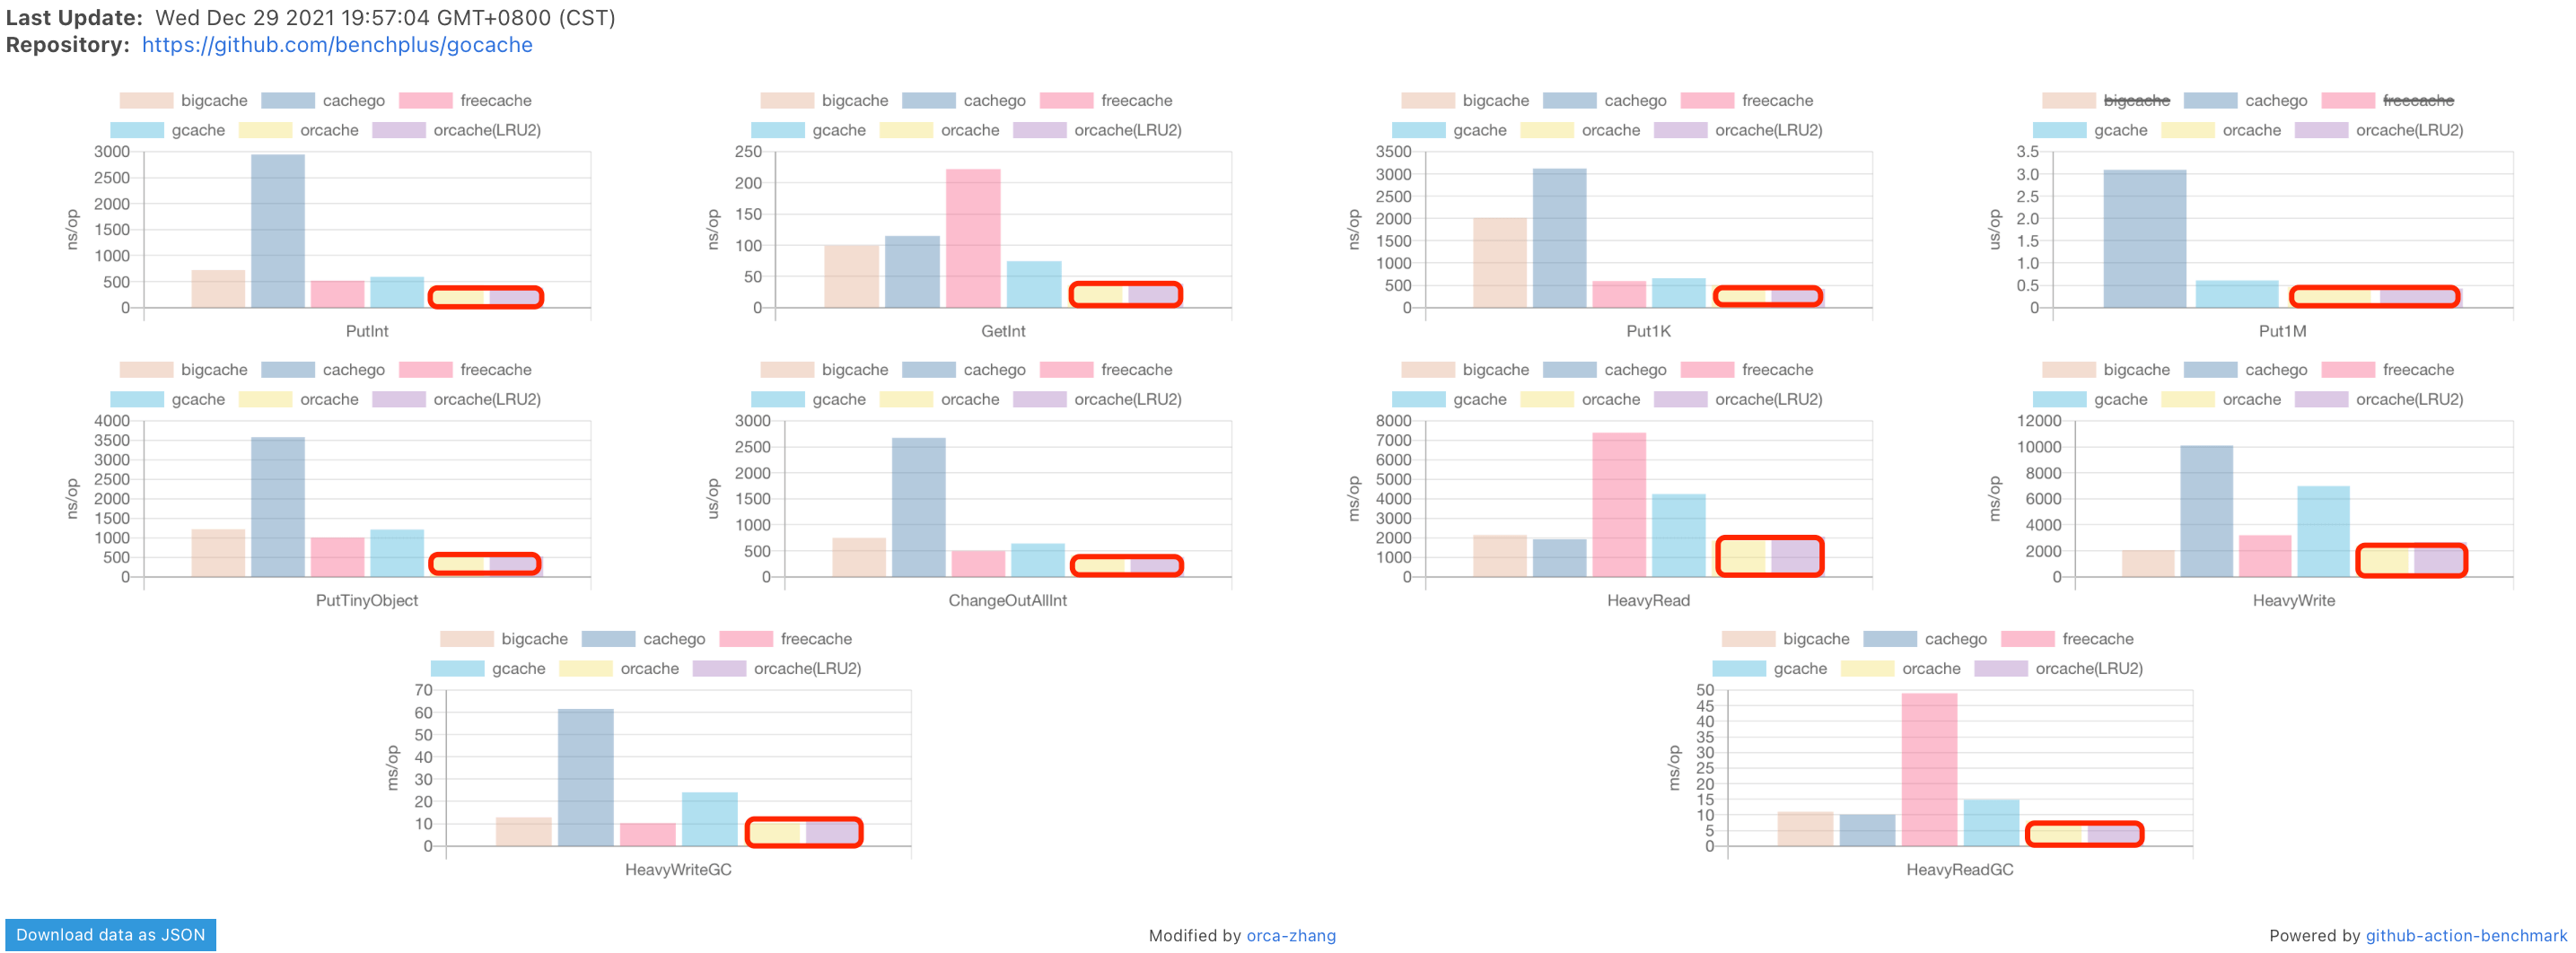 Last Update: Wed Dec 29 2021 19:57:04 GMT+0800 (CST)
Repository: https://github.com/benchplus/gocache
bigcache cachego freecache
gcache orcache orcache(LRU2)
3000
2500
2000
1500
1000
500
0
ns/op
PutInt
bigcache cachego freecache
gcache orcache orcache(LRU2)
250
200
150
100
50
0
ns/op
GetInt
bigcache cachego freecache
gcache orcache orcache(LRU2)
3500
3000
2500
2000
1500
1000
500
0
ns/op
Put1K
bigcache cachego freecache
gcache orcache orcache(LRU2)
3.5
3.0
2.5
2.0
1.5
1.0
0.5
0
us/op
Put1M
bigcache cachego freecache
gcache orcache orcache(LRU2)
4000
3500
3000
2500
2000
1500
1000
500
0
ns/op
PutTinyObject
bigcache cachego freecache
gcache orcache orcache(LRU2)
3000
2500
2000
1500
1000
500
0
us/op
ChangeOutAllInt
bigcache cachego freecache
gcache orcache orcache(LRU2)
8000
7000
6000
5000
4000
3000
2000
1000
0
ms/op
HeavyRead
bigcache cachego freecache
gcache orcache orcache(LRU2)
12000
10000
8000
6000
4000
2000
0
ms/op
HeavyWrite
bigcache cachego freecache
gcache orcache orcache(LRU2)
70
60
50
40
30
20
10
0
ms/op
HeavyWriteGC
bigcache cachego freecache
gcache orcache orcache(LRU2)
50
45
40
35
30
25
20
15
10
5
0
ms/op
HeavyReadGC
Download data as JSON
Modified by orca-zhang
Powered by github-action-benchmark